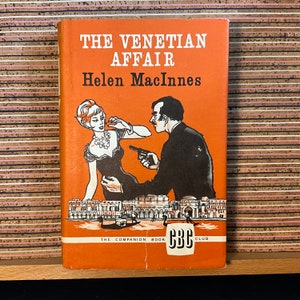 THE VENETIAN
AFFAIR
Helen MacInnes
THE COMPANION BOOK CBC CLUB